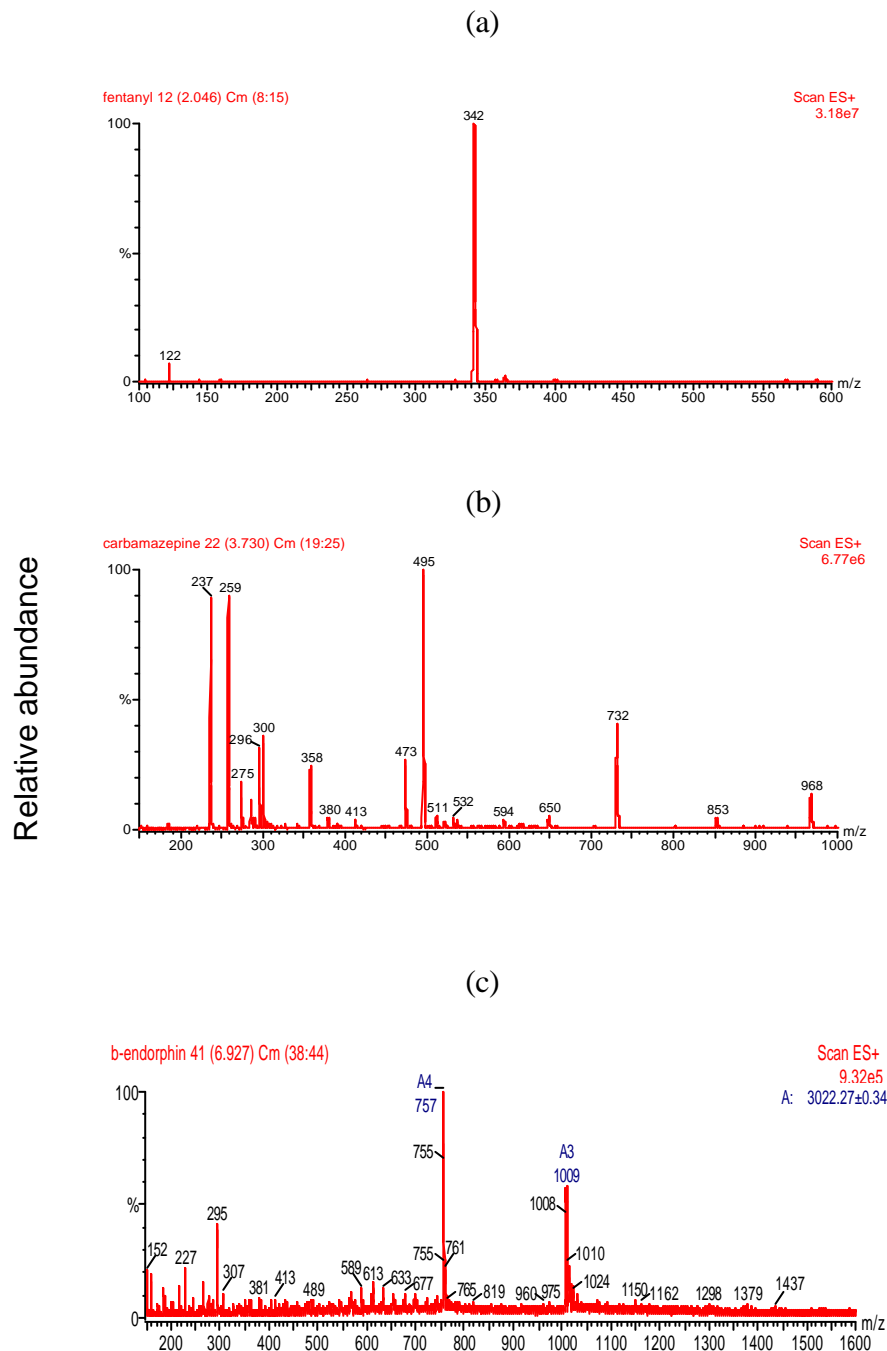 (a)
fentanyl 12 (2.046) Cm (8:15)
Scan ES+
3.18e7
342
100
%
122
0
m/z
100 150 200 250 300 350 400 450 500 550 600
(b)
carbamazepine 22 (3.730) Cm (19:25)
Scan ES+
6.77e6
495
100
237 259
%
732
296 300
358
473
275
968
380 413 511 532 594 650 853
0
m/z
200 300 400 500 600 700 800 900 1000
Relative abundance
(c)
b-endorphin 41 (6.927) Cm (38:44)
Scan ES+
9.32e5
A: 3022.27±0.34
A4
757
100
755
A3
1009
1008
%
295
755 761
1010
152 227
307 381 413 489 589 613 633 677 765 819 960 975 1024 1150 1162 1298 1379 1437
0
m/z
200 300 400 500 600 700 800 900 1000 1100 1200 1300 1400 1500 1600